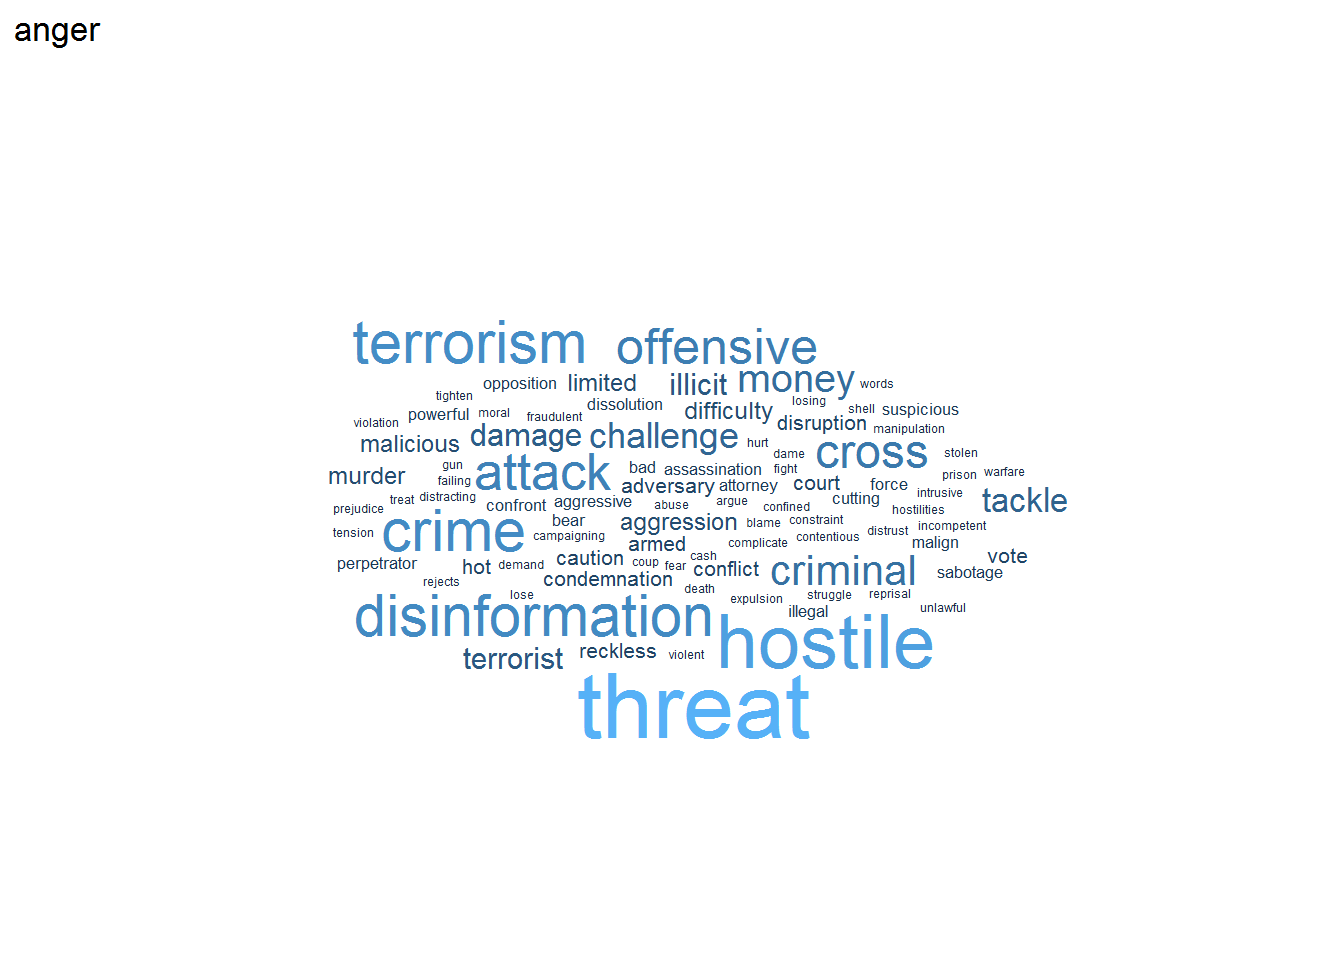 anger
terrorism offensive
opposition limited illicit money words
tighten
powerful moral fraudulent dissolution difficulty losing shell suspicious
violation
malicious damage challenge hurt disruption manipulation
dame cross stolen
murder gun attack bad assassination fight prison warfare
failing
adversary attorney court force
prejudice treat distracting confront aggressive abuse argue confined cutting intrusive tackle
hostilities
tension crime campaigning bear aggression blame constraint contentious distrust incompetent
armed complicate malign
perpetrator hot demand caution coup fear cash conflict criminal sabotage vote
rejects condemnation
lose death expulsion struggle reprisal
disinformation illegal unlawful
terrorist reckless violent hostile
threat